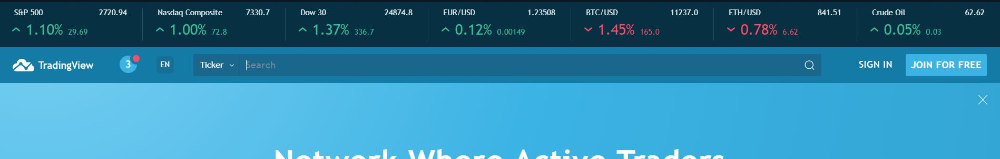 S&P 500 2720.94 Nasdaq Composite 7330.7 Dow 30 24874.8 EUR/USD 1.23508 BTC/USD 11237.0 ETH/USD 841.51 Crude Oil 62.62
1.10% 29.69 1.00% 72.8 1.37% 336.7 0.12% 0.00149 1.45% 165.0 0.78% 6.62 0.05% 0.03
TradingView 3 EN Ticker Search SIGN IN JOIN FOR FREE
Network Where Active Traders